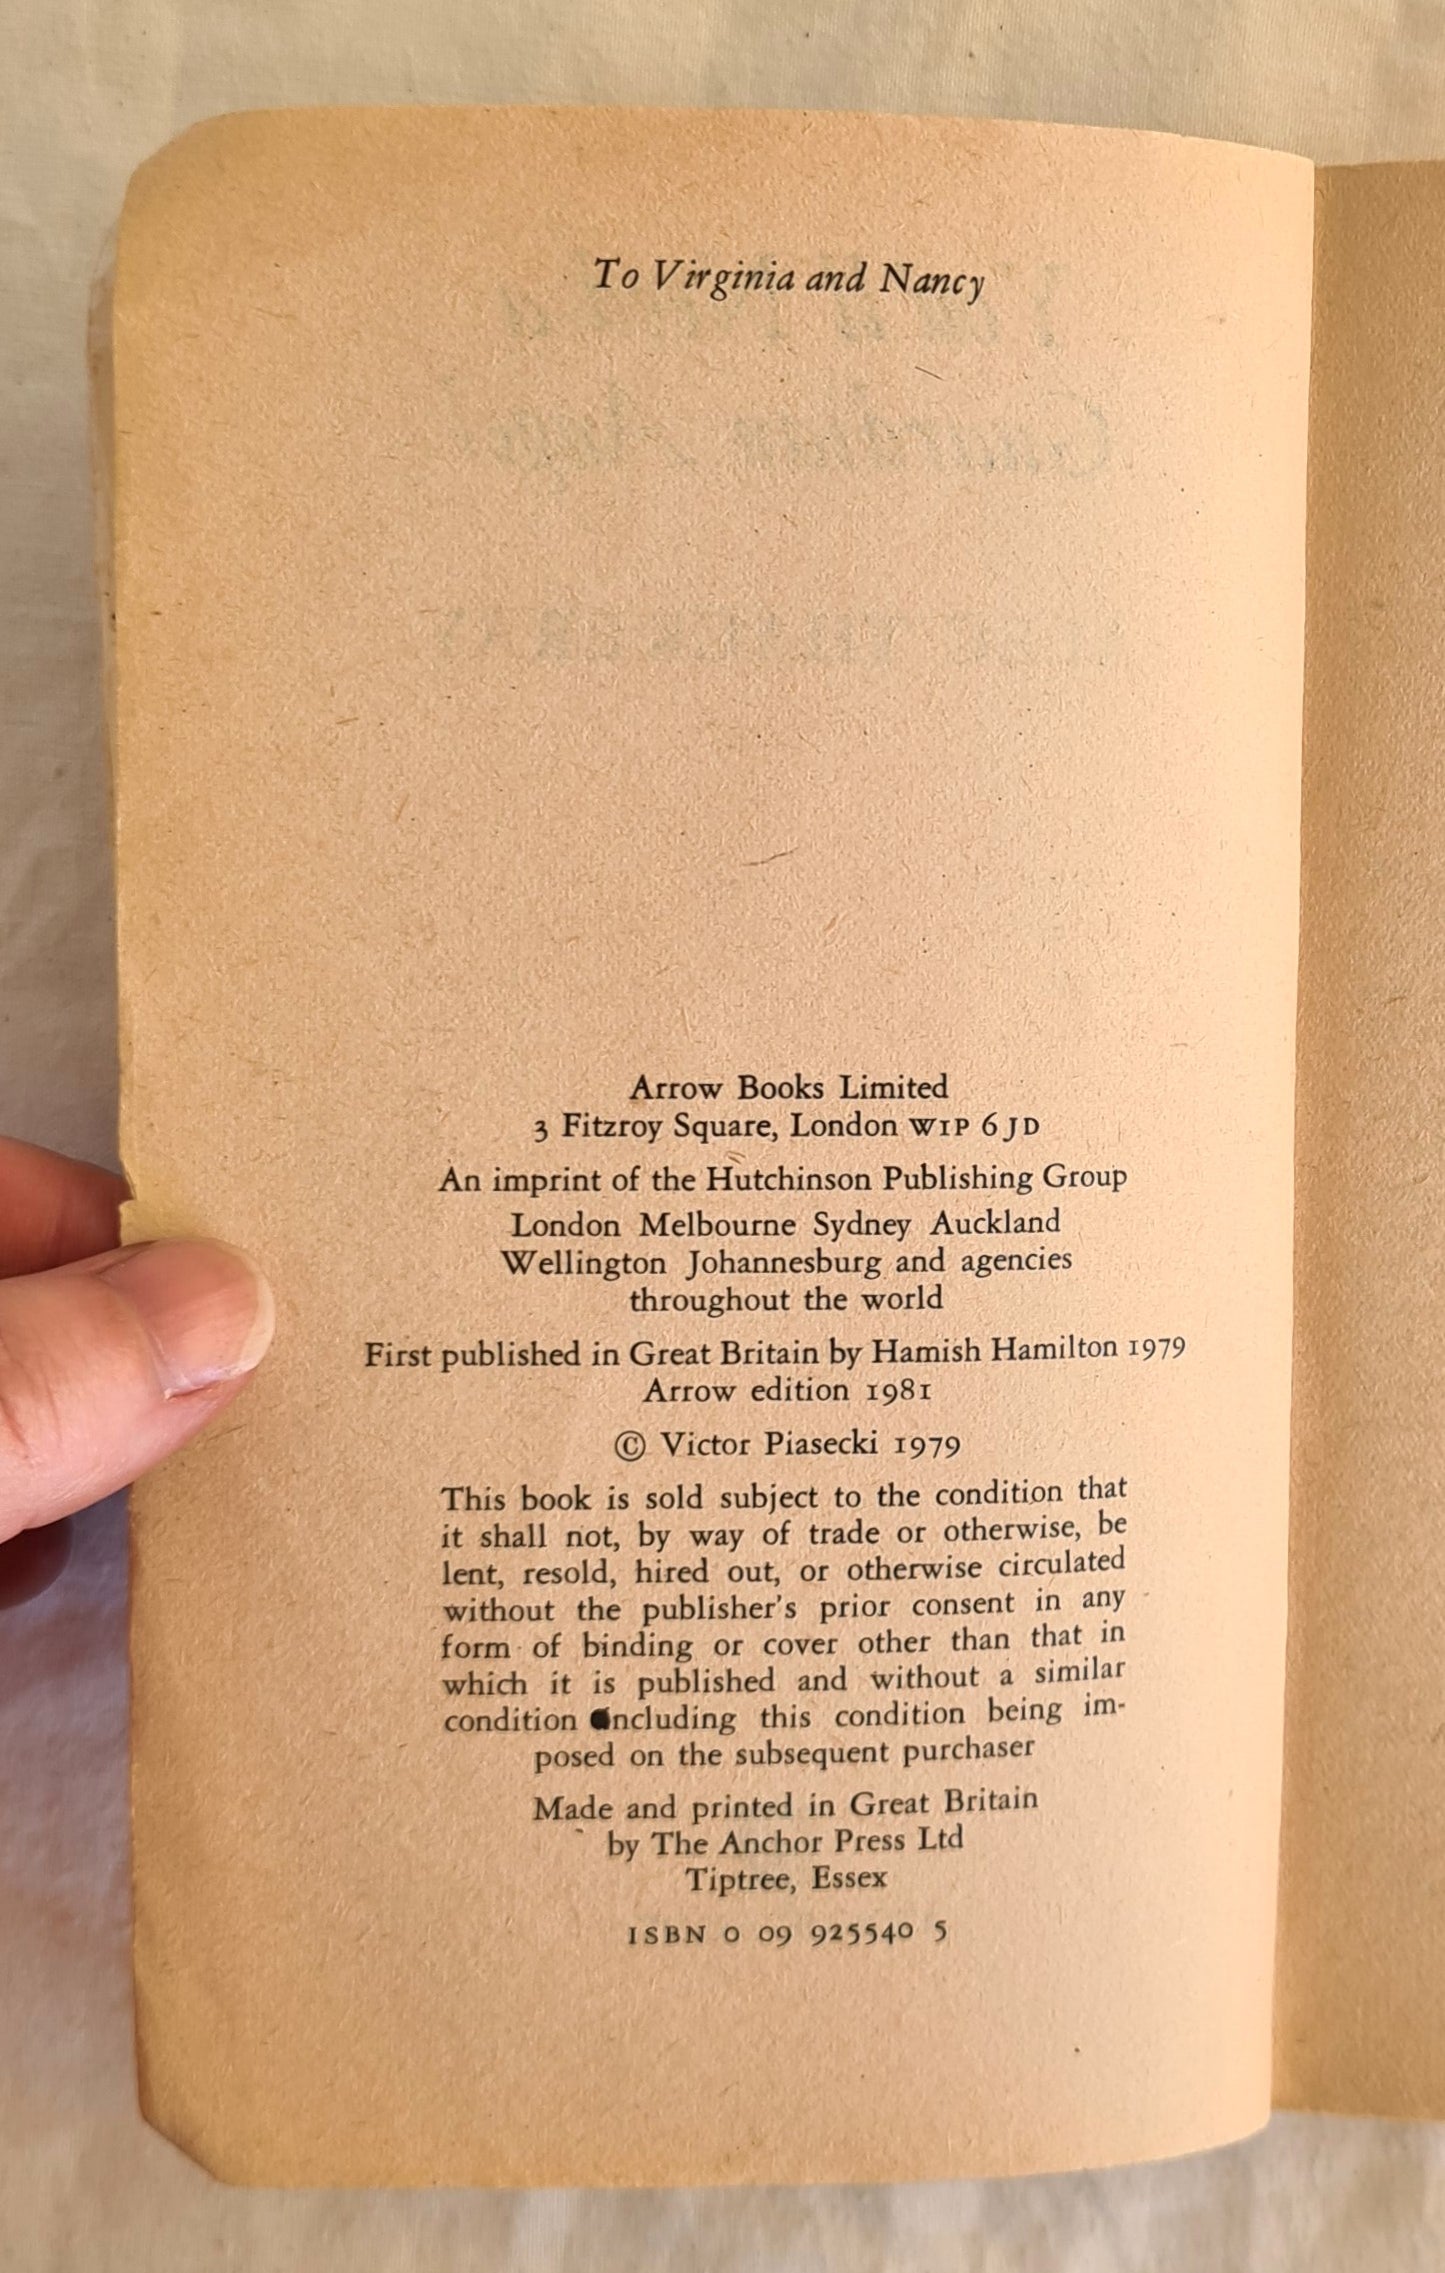 To Virginia and Nancy
Arrow Books Limited
3 Fitzroy Square, London W1P 6JD
An imprint of the Hutchinson Publishing Group
London Melbourne Sydney Auckland
Wellington Johannesburg and agencies
throughout the world
First published in Great Britain by Hamish Hamilton 1979
Arrow edition 1981
© Victor Piasecki 1979
This book is sold subject to the condition that
it shall not, by way of trade or otherwise, be
lent, resold, hired out, or otherwise circulated
without the publisher's prior consent in any
form of binding or cover other than that in
which it is published and without a similar
condition including this condition being im-
posed on the subsequent purchaser
Made and printed in Great Britain
by The Anchor Press Ltd
Tiptree, Essex
ISBN 0 09 925540 5